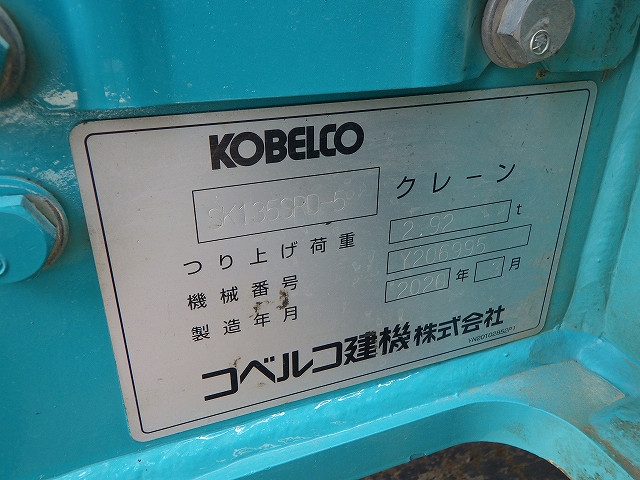 KOBELCO
SK135SRD-5 クレーン
つり上げ荷重 2.92 t
機械番号 Y206995
製造年月 2020 年 月
コベルコ建機株式会社